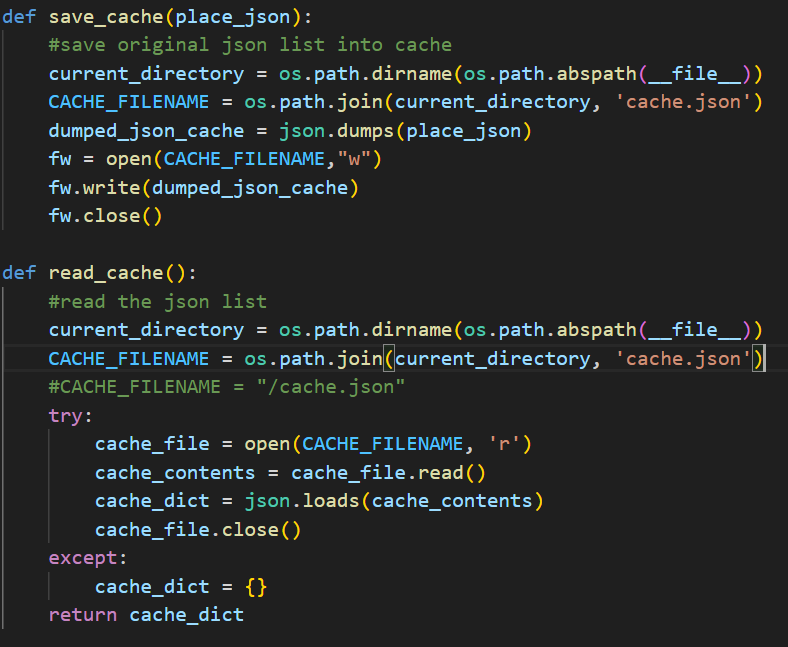 def save_cache(place_json):
    #save original json list into cache
    current_directory = os.path.dirname(os.path.abspath(__file__))
    CACHE_FILENAME = os.path.join(current_directory, 'cache.json')
    dumped_json_cache = json.dumps(place_json)
    fw = open(CACHE_FILENAME,"w")
    fw.write(dumped_json_cache)
    fw.close()

def read_cache():
    #read the json list
    current_directory = os.path.dirname(os.path.abspath(__file__))
    CACHE_FILENAME = os.path.join(current_directory, 'cache.json')
    #CACHE_FILENAME = "/cache.json"
    try:
        cache_file = open(CACHE_FILENAME, 'r')
        cache_contents = cache_file.read()
        cache_dict = json.loads(cache_contents)
        cache_file.close()
    except:
        cache_dict = {}
    return cache_dict